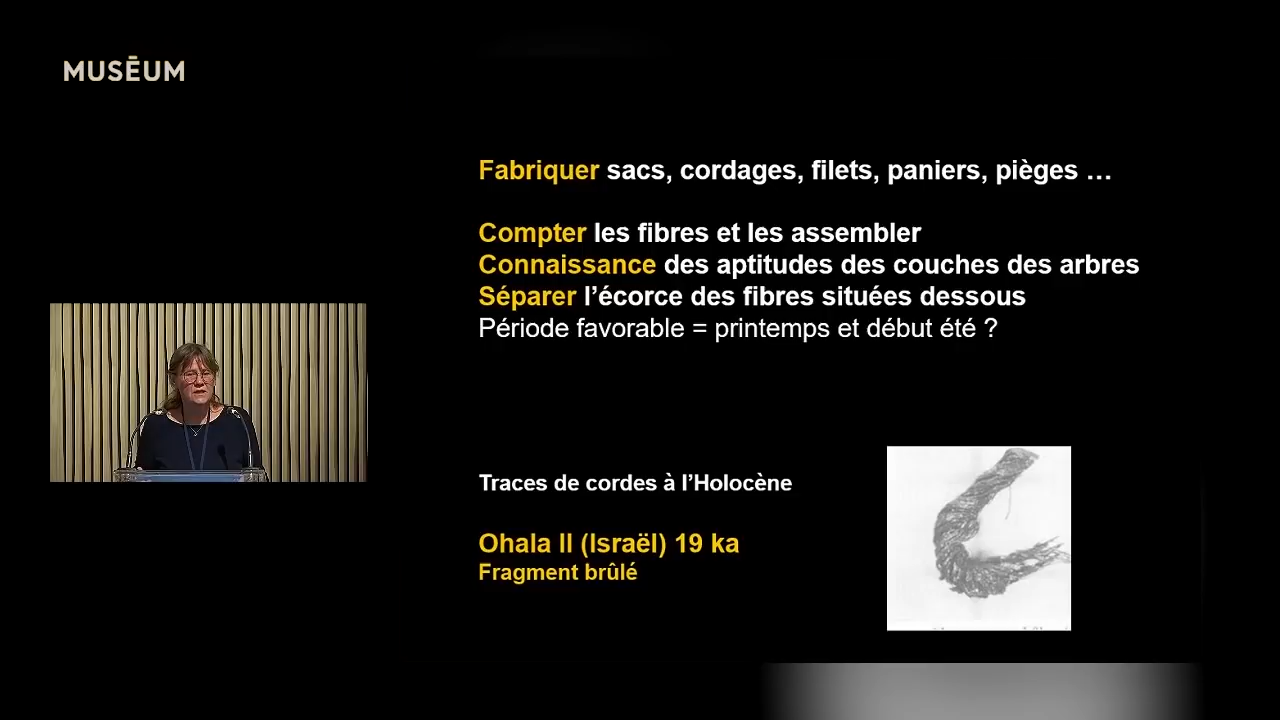 MUSĒUM
Fabriquer sacs, cordages, filets, paniers, pièges …
Compter les fibres et les assembler
Connaissance des aptitudes des couches des arbres
Séparer l’écorce des fibres situées dessous
Période favorable = printemps et début été ?
Traces de cordes à l’Holocène
Ohala II (Israël) 19 ka
Fragment brûlé